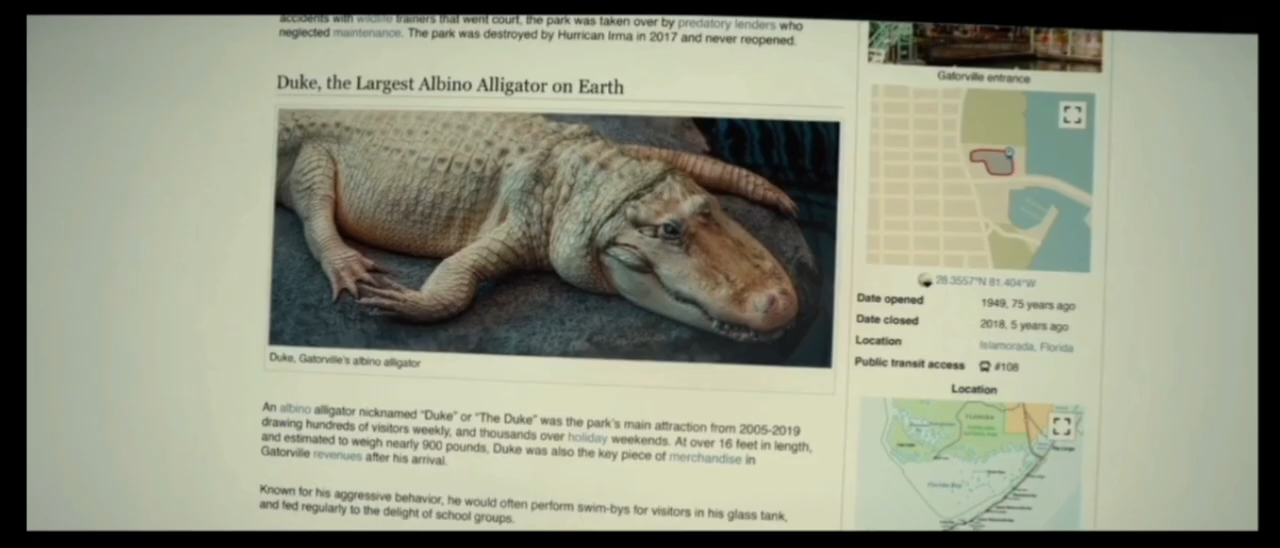 accidents with wildlife trainers that went court, the park was taken over by predatory lenders who
neglected maintenance. The park was destroyed by Hurrican Irma in 2017 and never reopened.
Duke, the Largest Albino Alligator on Earth
Duke, Gatorville's albino alligator
An albino alligator nicknamed "Duke" or "The Duke" was the park's main attraction from 2005-2019
drawing hundreds of visitors weekly, and thousands over holiday weekends. At over 16 feet in length,
and estimated to weigh nearly 900 pounds, Duke was also the key piece of merchandise in
Gatorville revenues after his arrival.
Known for his aggressive behavior, he would often perform swim-bys for visitors in his glass tank,
and fed regularly to the delight of school groups.
Gatorville entrance
28.3557°N 81.404°W
Date opened 1949, 75 years ago
Date closed 2018, 5 years ago
Location Islamorada, Florida
Public transit access #108
Location
Florida Bay